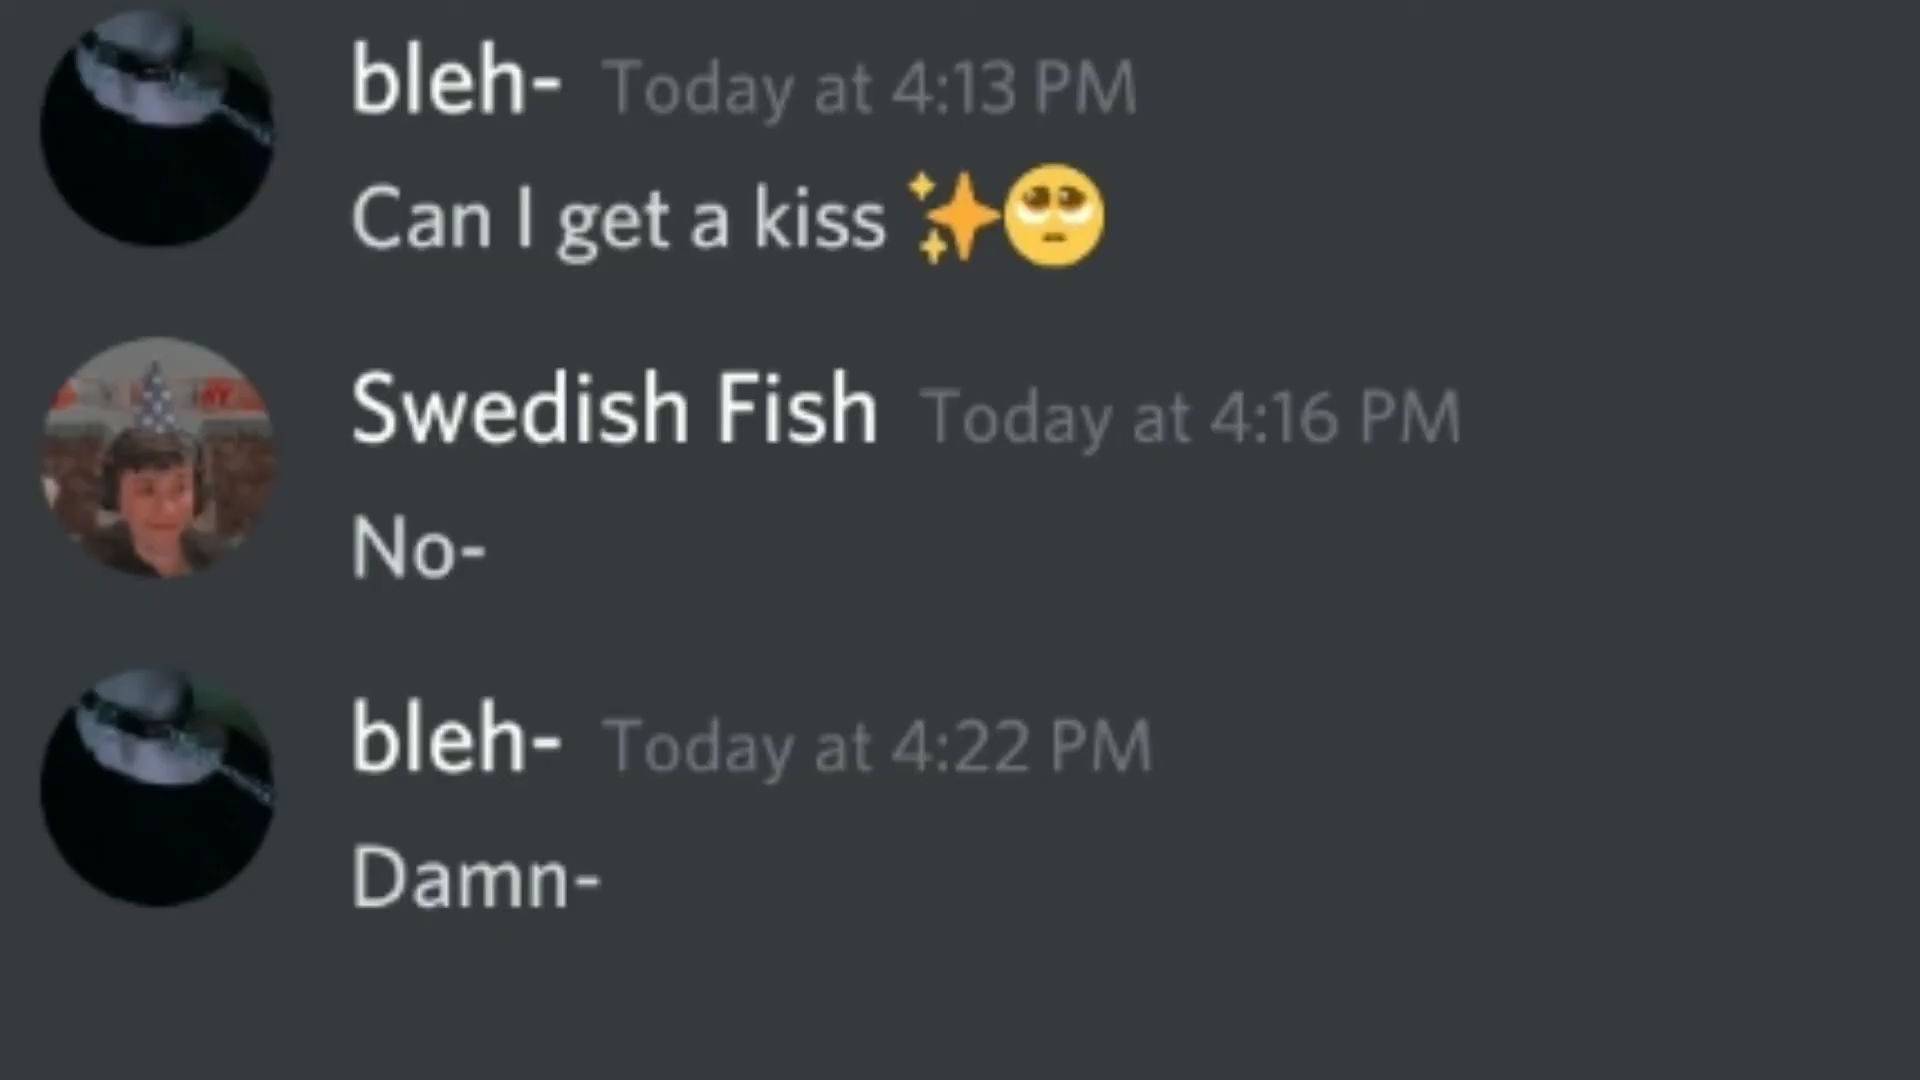 bleh- Today at 4:13 PM
Can I get a kiss ✨🥺
Swedish Fish Today at 4:16 PM
No-
bleh- Today at 4:22 PM
Damn-